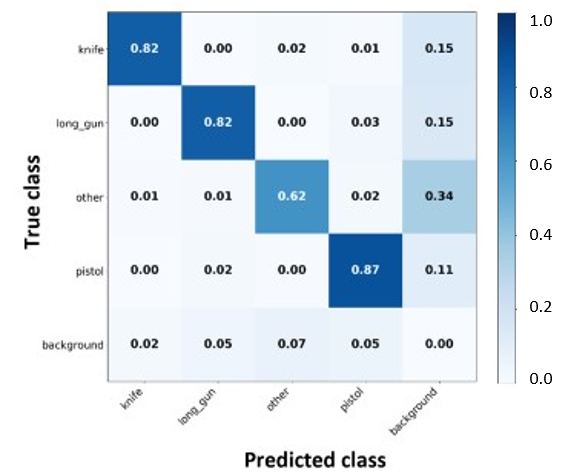 knife 0.82 0.00 0.02 0.01 0.15
long_gun 0.00 0.82 0.00 0.03 0.15
other 0.01 0.01 0.62 0.02 0.34
pistol 0.00 0.02 0.00 0.87 0.11
background 0.02 0.05 0.07 0.05 0.00
knife long_gun other pistol background
True class
Predicted class
1.0
0.8
0.6
0.4
0.2
0.0